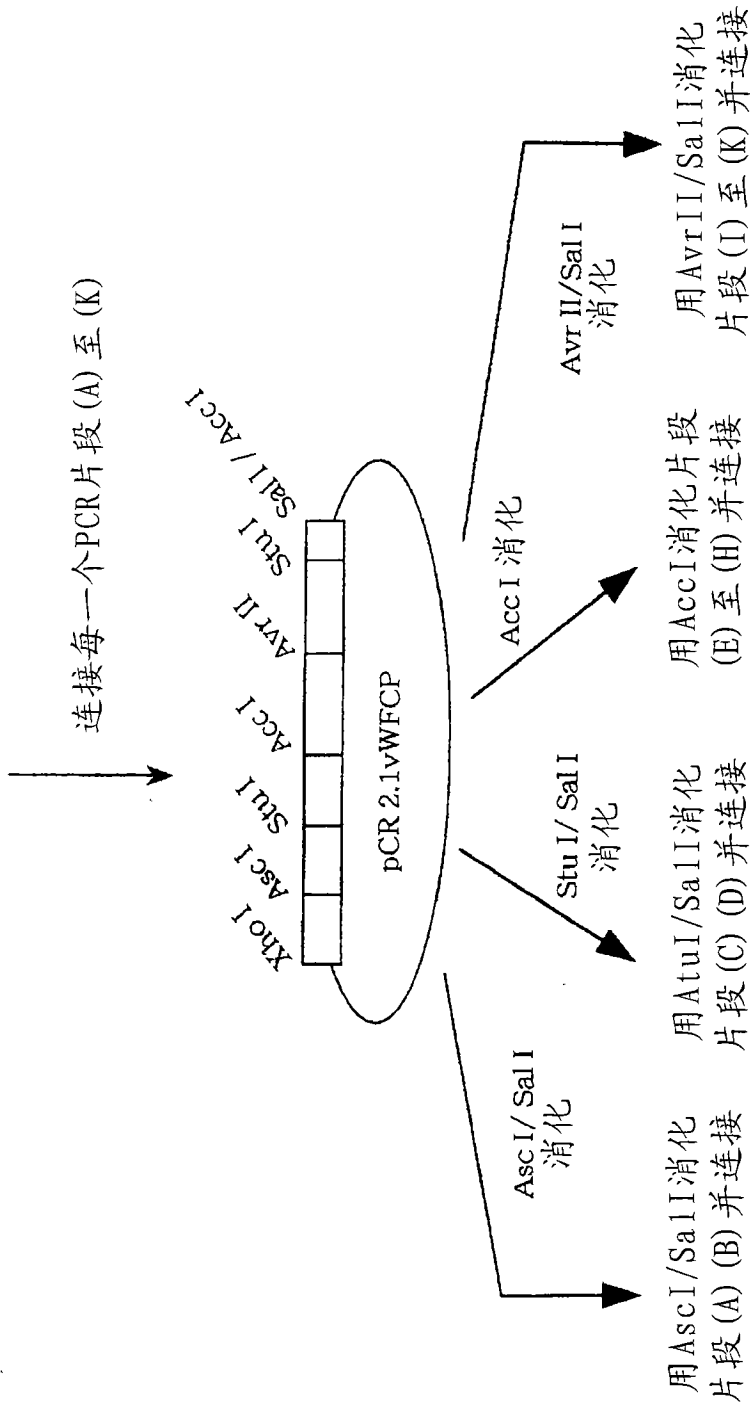 连接每一个PCR片段(A)至(K)
Xho I
Asc I
Stu I
Acc I
Avr II
Stu I
Sal I / Acc I
pCR 2.1vWFCP
Asc I/ Sal I
消化
Stu I/ Sal I
消化
Acc I 消化
Avr II/Sal I
消化
用AscI/SalI消化
片段(A)(B)并连接
用AtuI/SalI消化
片段(C)(D)并连接
用AccI消化片段
(E)至(H)并连接
用AvrII/SalI消化
片段(I)至(K)并连接